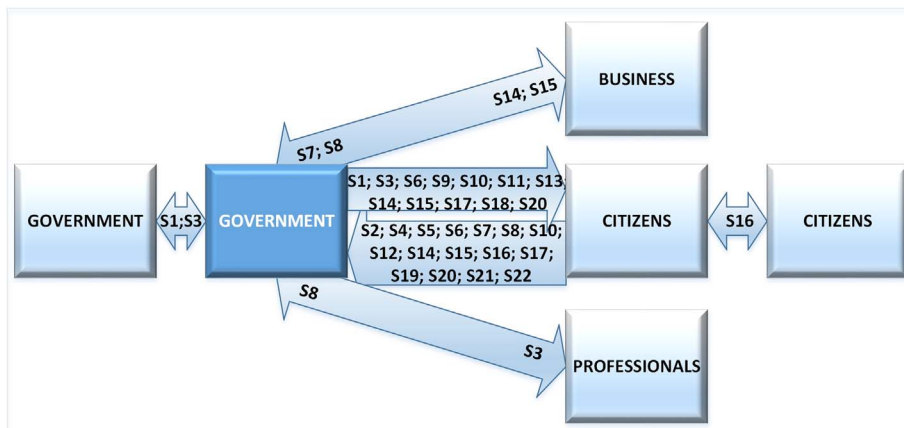 BUSINESS
S14; S15
S7; S8
GOVERNMENT
S1;S3
GOVERNMENT
S1; S3; S6; S9; S10; S11; S13;
S14; S15; S17; S18; S20
S2; S4; S5; S6; S7; S8; S10;
S12; S14; S15; S16; S17;
S19; S20; S21; S22
CITIZENS
S16
CITIZENS
S8
S3
PROFESSIONALS